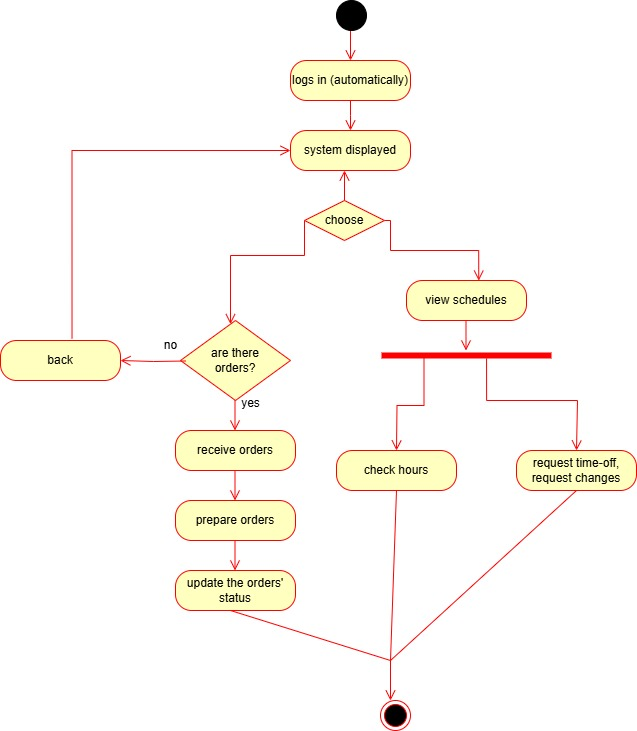 logs in (automatically)
system displayed
choose
view schedules
no
are there
orders?
back
yes
receive orders
check hours
request time-off,
request changes
prepare orders
update the orders'
status